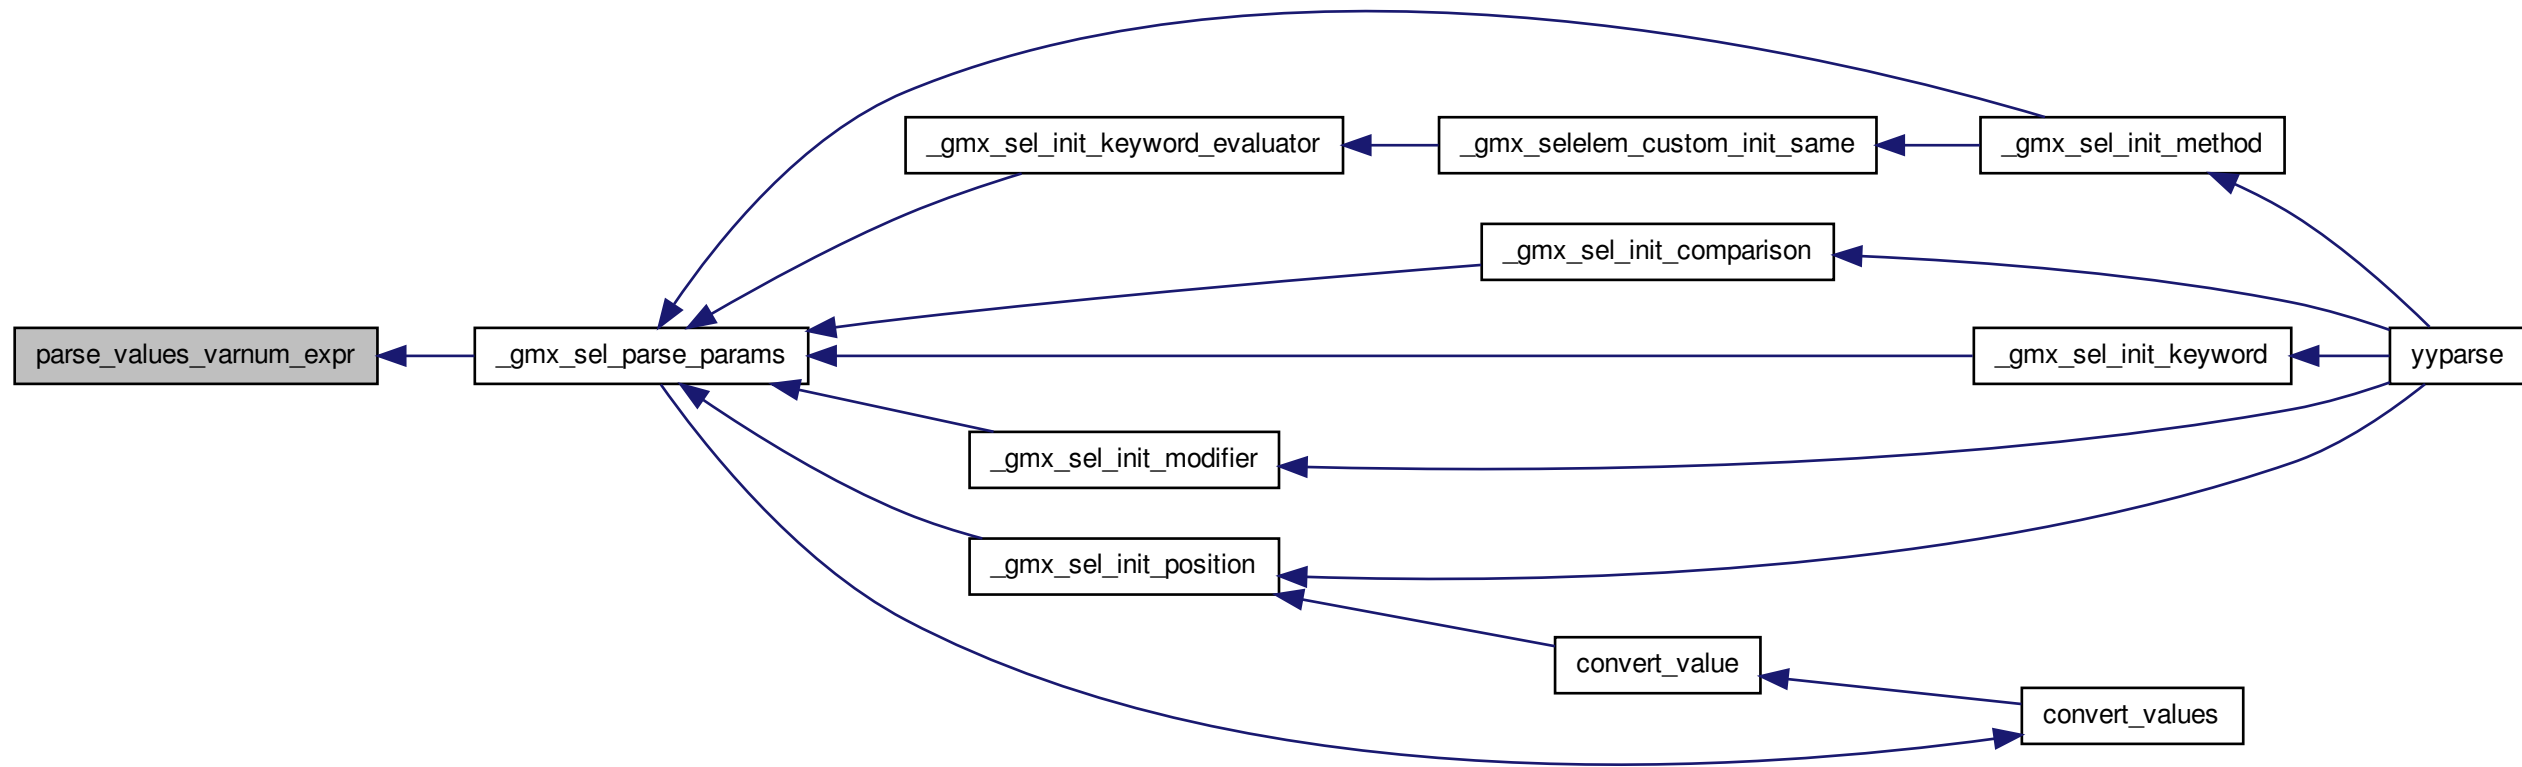 _gmx_sel_init_keyword_evaluator
_gmx_selelem_custom_init_same
_gmx_sel_init_method
_gmx_sel_init_comparison
parse_values_varnum_expr
_gmx_sel_parse_params
_gmx_sel_init_keyword
yyparse
_gmx_sel_init_modifier
_gmx_sel_init_position
convert_value
convert_values